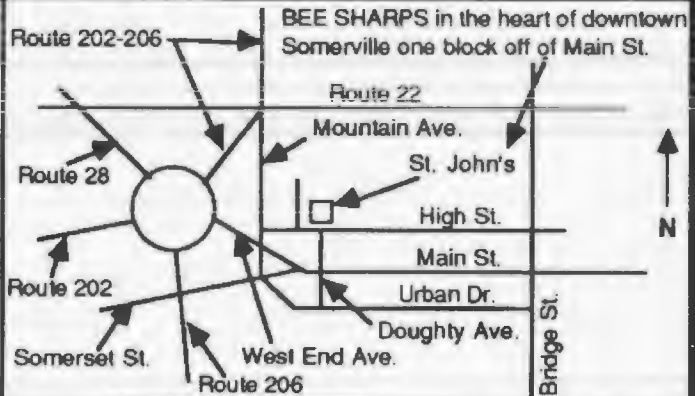 BEE SHARPS in the heart of downtown
Somerville one block off of Main St.
Route 202-206
Route 22
Mountain Ave.
St. John's
Route 28
High St.
N
Main St.
Route 202
Urban Dr.
Doughty Ave.
Somerset St.
West End Ave.
Route 206
Bridge St.